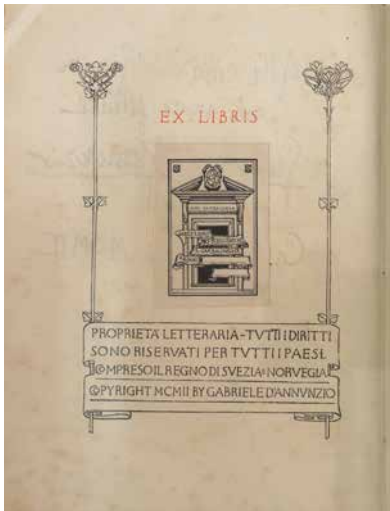 EX LIBRIS
PROPRIETA LETTERARIA-TVTTI I DIRITTI
SONO RISERVATI PER TVTTI I PAESI.
COMPRESO IL REGNO DI SVEZIA E NORVEGIA
COPYRIGHT MCMII BY GABRIELE D'ANNVNZIO